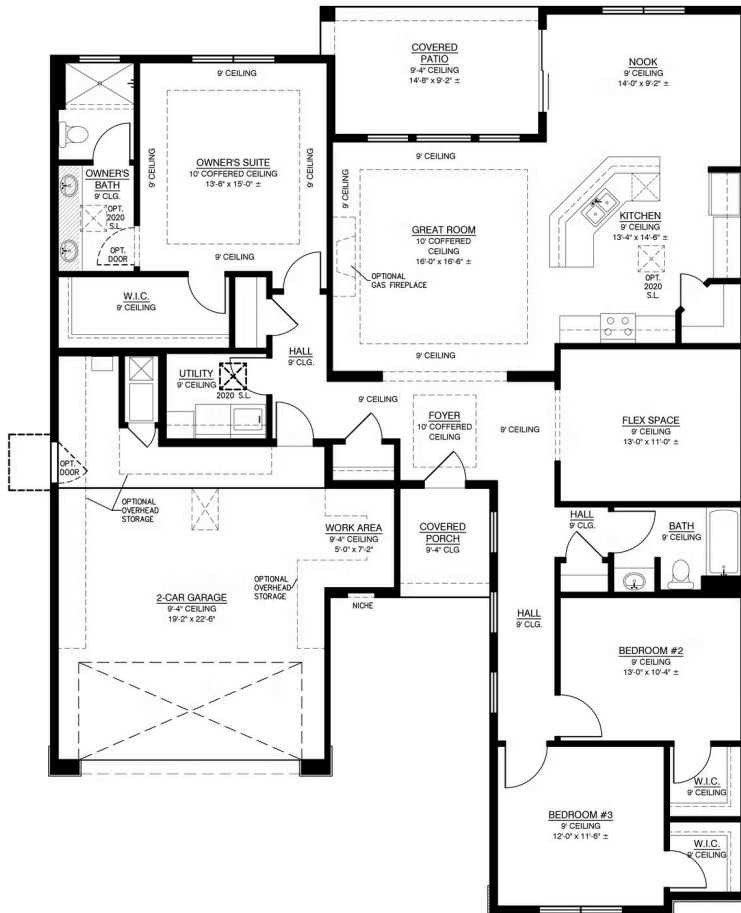 COVERED
PATIO
9'-4" CEILING
14'-8" x 9'-2" ±
NOOK
9' CEILING
14'-0" x 9'-2" ±
9' CEILING
9' CEILING
OWNER'S SUITE
10' COFFERED CEILING
13'-6" x 15'-0" ±
9' CEILING
9' CEILING
OWNER'S
BATH
9' CLG.
OPT.
2020
S.L.
OPT.
DOOR
9' CEILING
9' CEILING
GREAT ROOM
10' COFFERED
CEILING
16'-0" x 16'-6" ±
OPTIONAL
GAS FIREPLACE
9' CEILING
KITCHEN
9' CEILING
13'-4" x 14'-6" ±
OPT.
2020
S.L.
W.I.C.
9' CEILING
HALL
9' CLG.
UTILITY
9' CEILING
2020 S.L.
9' CEILING
FOYER
10' COFFERED
CEILING
9' CEILING
FLEX SPACE
9' CEILING
13'-0" x 11'-0" ±
OPT.
DOOR
OPTIONAL
OVERHEAD
STORAGE
WORK AREA
9'-4" CEILING
5'-0" x 7'-2"
COVERED
PORCH
9'-4" CLG
HALL
9' CLG.
BATH
9' CEILING
2-CAR GARAGE
9'-4" CEILING
19'-2" x 22'-6"
OPTIONAL
OVERHEAD
STORAGE
NICHE
HALL
9' CLG.
BEDROOM #2
9' CEILING
13'-0" x 10'-4" ±
W.I.C.
9' CEILING
BEDROOM #3
9' CEILING
12'-0" x 11'-6" ±
W.I.C.
9' CEILING